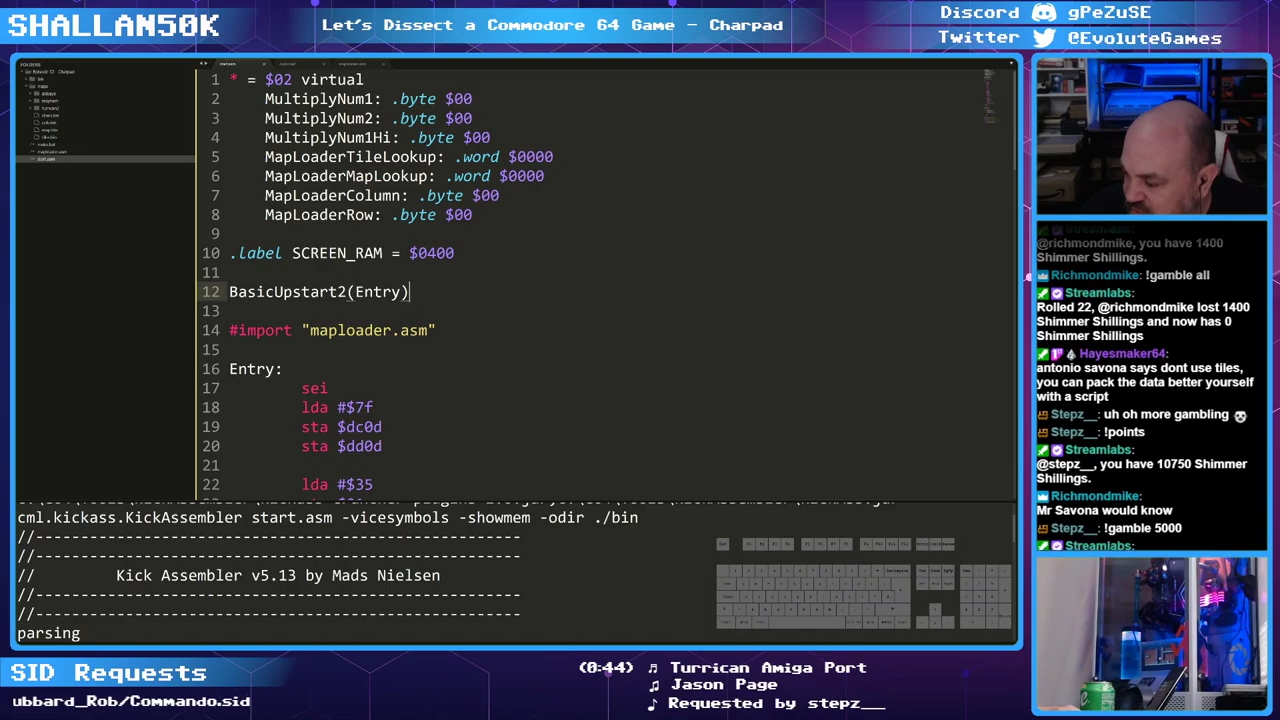 SHALLAN50K
Let's Dissect a Commodore 64 Game - Charpad
Discord gPeZuSE
Twitter @EvoluteGames
FOLDERS
1 * = $02 virtual
2 MultiplyNum1: .byte $00
3 MultiplyNum2: .byte $00
4 MultiplyNum1Hi: .byte $00
5 MapLoaderTileLookup: .word $0000
6 MapLoaderMapLookup: .word $0000
7 MapLoaderColumn: .byte $00
8 MapLoaderRow: .byte $00
9
10 .label SCREEN_RAM = $0400
11
12 BasicUpstart2(Entry)
13
14 #import "maploader.asm"
15
16 Entry:
17 sei
18 lda #$7f
19 sta $dc0d
20 sta $dd0d
21
22 lda #$35
cml.kickass.KickAssembler start.asm -vicesymbols -showmem -odir ./bin
//------------------------------------------------------
//------------------------------------------------------
// Kick Assembler v5.13 by Mads Nielsen
//------------------------------------------------------
//------------------------------------------------------
parsing
Streamlabs:
@richmondmike, you have 1400
Shimmer Shillings.
Richmondmike: !gamble all
Streamlabs:
Rolled 22, @richmondmike lost 1400
Shimmer Shillings and now has 0
Shimmer Shillings
Hayesmaker64:
antonio savona says dont use tiles,
you can pack the data better yourself
with a script
Stepz__: uh oh more gambling
Stepz__: !points
Streamlabs:
@stepz__, you have 10750 Shimmer
Shillings.
Richmondmike:
Mr Savona would know
Stepz__: !gamble 5000
Streamlabs:
SID Requests
ubbard_Rob/Commando.sid
(0:44) Turrican Amiga Port
Jason Page
Requested by stepz__